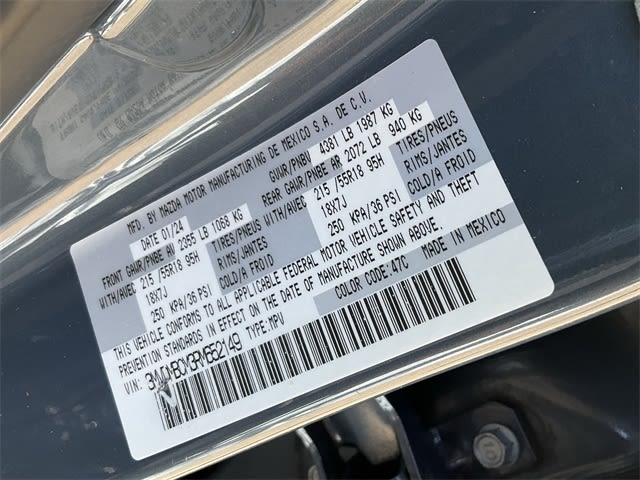 MFD. BY MAZDA MOTOR MANUFACTURING DE MEXICO S.A. DE C.V.
DATE 01/24 GVWR/PNBV 4381 LB 1987 KG
FRONT GAWR/PNBE AV 2355 LB 1068 KG REAR GAWR/PNBE AR 2072 LB 940 KG
WITH/AVEC 215/55R18 95H TIRES/PNEUS WITH/AVEC 215/55R18 95H TIRES/PNEUS
18X7J RIMS/JANTES 18X7J RIMS/JANTES
250 KPA/36 PSI COLD/A FROID 250 KPA/36 PSI COLD/A FROID
THIS VEHICLE CONFORMS TO ALL APPLICABLE FEDERAL MOTOR VEHICLE SAFETY AND THEFT
PREVENTION STANDARDS IN EFFECT ON THE DATE OF MANUFACTURE SHOWN ABOVE.
VIN: TYPE:MPV COLOR CODE:47C MADE IN MEXICO